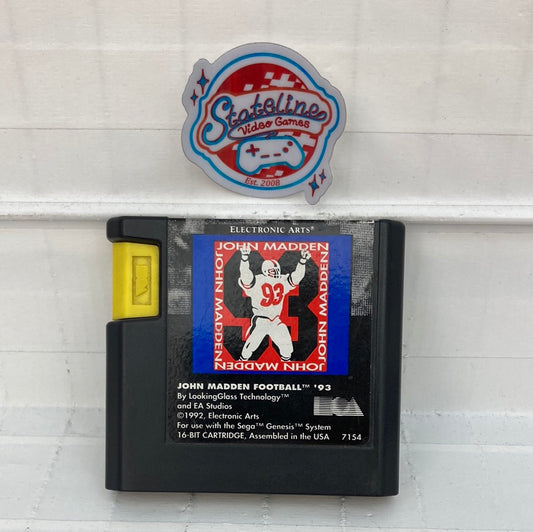 Stateline
Video Games
Est. 2008
ELECTRONIC ARTS®
JOHN MADDEN
JOHN MADDEN
JOHN MADDEN
JOHN MADDEN
93
93
JOHN MADDEN FOOTBALL™ '93
By LookingGlass Technology™
and EA Studios
©1992, Electronic Arts
For use with the Sega™ Genesis™ System
16-BIT CARTRIDGE, Assembled in the USA 7154
EA